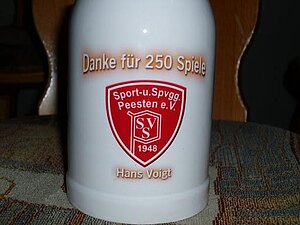 Danke für 250 Spiele
Sport-u.Spvgg.
Peesten e.V.
SVS
1948
Hans Voigt